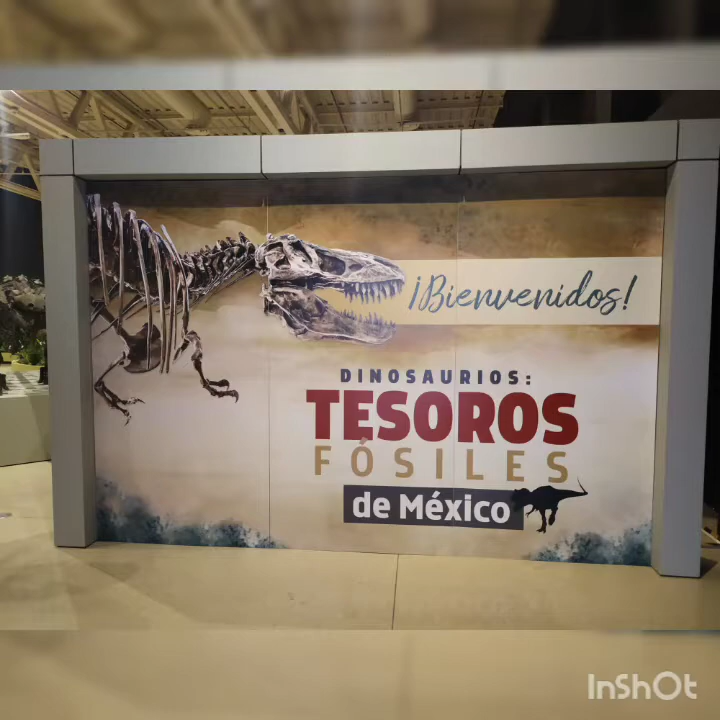 ¡Bienvenidos!
DINOSAURIOS:
TESOROS
FÓSILES
de México
InShOt